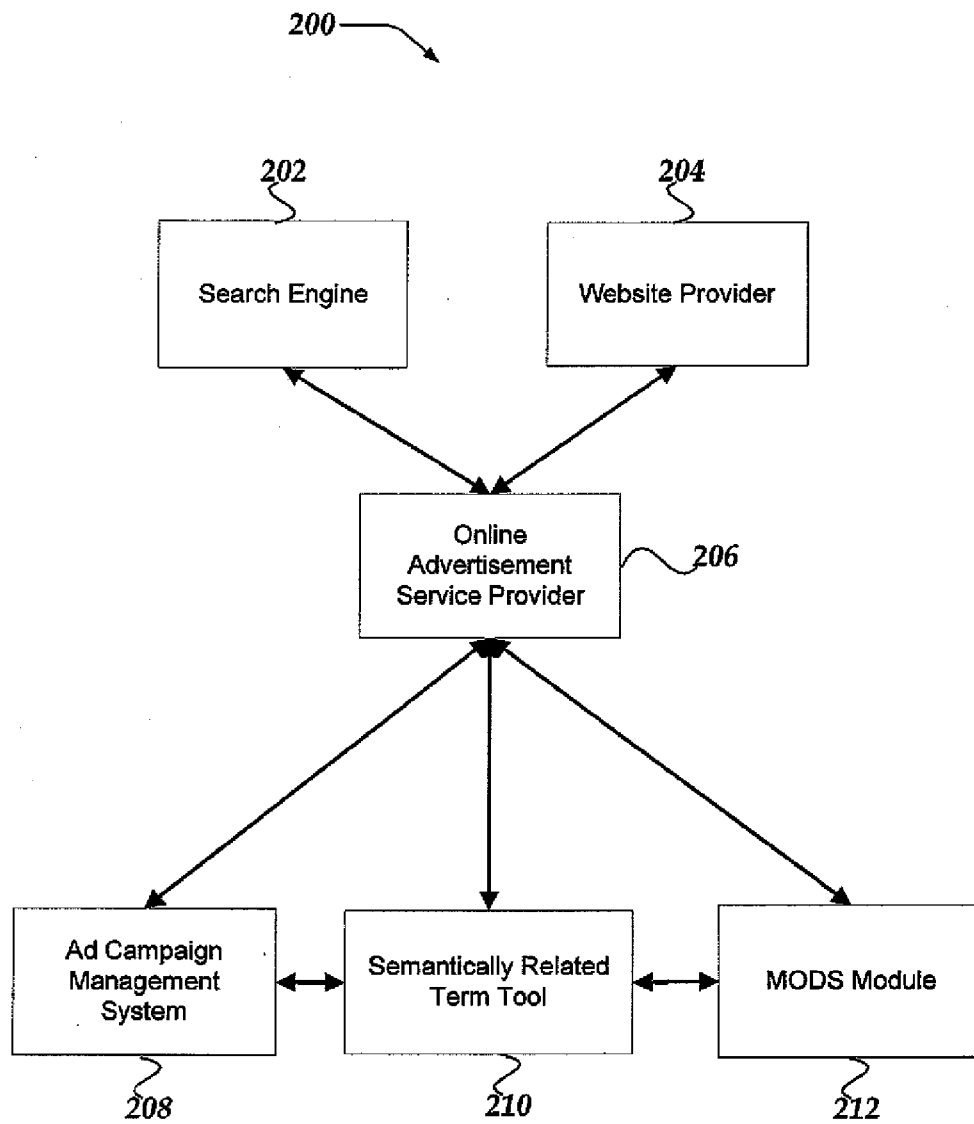 200
202
204
Search Engine
Website Provider
Online
Advertisement
Service Provider
206
Ad Campaign
Management
System
Semantically Related
Term Tool
MODS Module
208
210
212